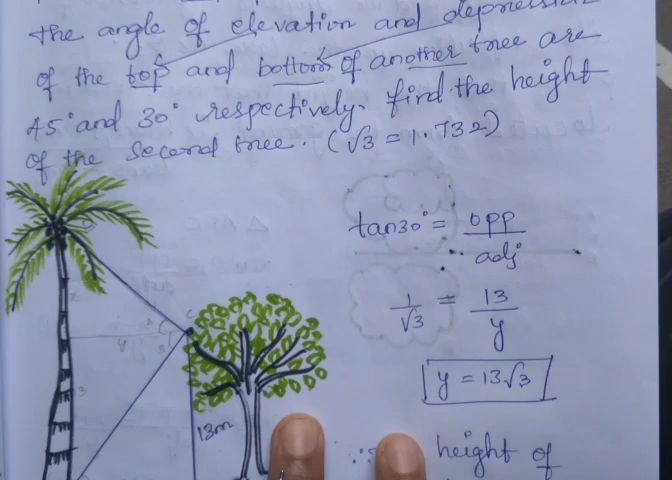 the angle of elevation and depression
of the top and bottom of another tree are
45° and 30° respectively. find the height
of the second tree. (√3 = 1.732)
tan30° = opp
adj
1 = 13
√3 y
y = 13√3
x
C
y
13m
∴ height of